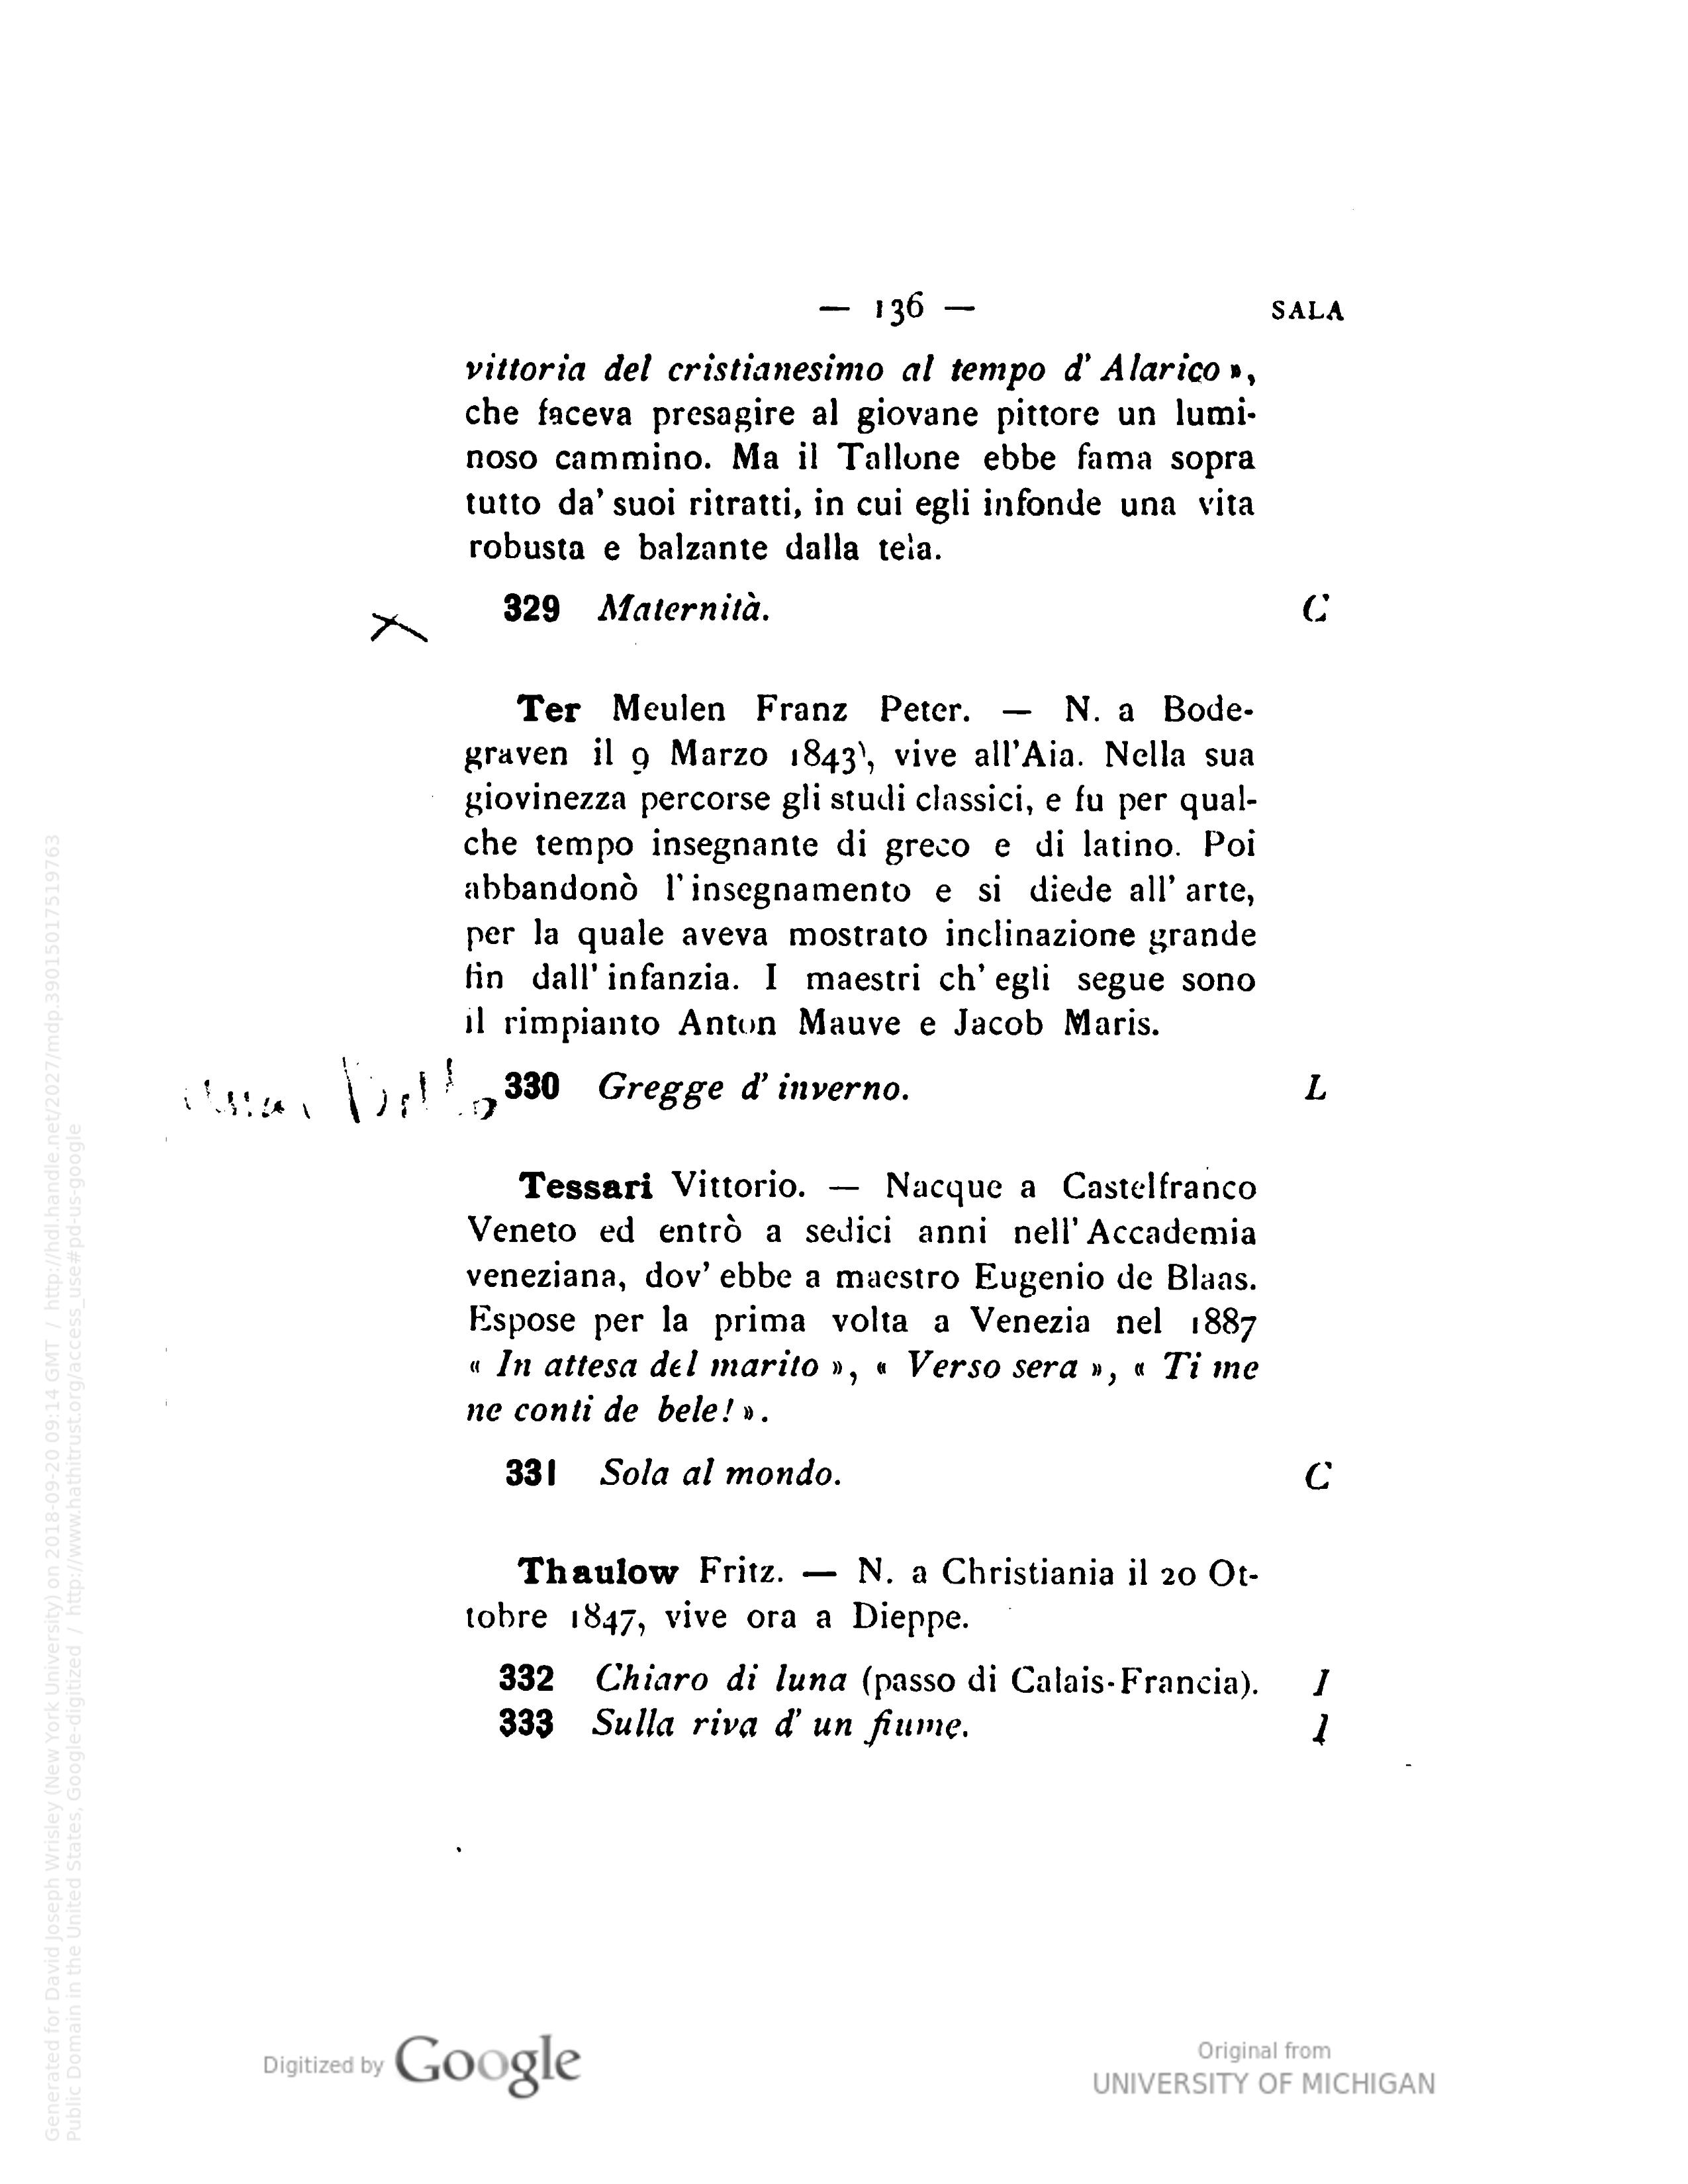 — 136 — SALA
vittoria del cristianesimo al tempo d' Alarico »,
che faceva presagire al giovane pittore un lumi-
noso cammino. Ma il Tallone ebbe fama sopra
tutto da' suoi ritratti, in cui egli infonde una vita
robusta e balzante dalla tela.
329 Maternità. C
Ter Meulen Franz Peter. — N. a Bode-
graven il 9 Marzo 1843, vive all'Aia. Nella sua
giovinezza percorse gli studi classici, e fu per qual-
che tempo insegnante di greco e di latino. Poi
abbandonò l'insegnamento e si diede all' arte,
per la quale aveva mostrato inclinazione grande
fin dall' infanzia. I maestri ch' egli segue sono
il rimpianto Anton Mauve e Jacob Maris.
330 Gregge d' inverno. L
Tessari Vittorio. — Nacque a Castelfranco
Veneto ed entrò a sedici anni nell' Accademia
veneziana, dov' ebbe a maestro Eugenio de Blaas.
Espose per la prima volta a Venezia nel 1887
« In attesa del marito », « Verso sera », « Ti me
ne conti de bele! ».
331 Sola al mondo. C
Thaulow Fritz. — N. a Christiania il 20 Ot-
tobre 1847, vive ora a Dieppe.
332 Chiaro di luna (passo di Calais-Francia). I
333 Sulla riva d' un fiume. I
Generated for David Joseph Wrisley (New York University) on 2018-09-20 09:14 GMT / http://hdl.handle.net/2027/mdp.39015017519763
Public Domain in the United States, Google-digitized / http://www.hathitrust.org/access_use#pd-us-google
Digitized by Google
Original from
UNIVERSITY OF MICHIGAN